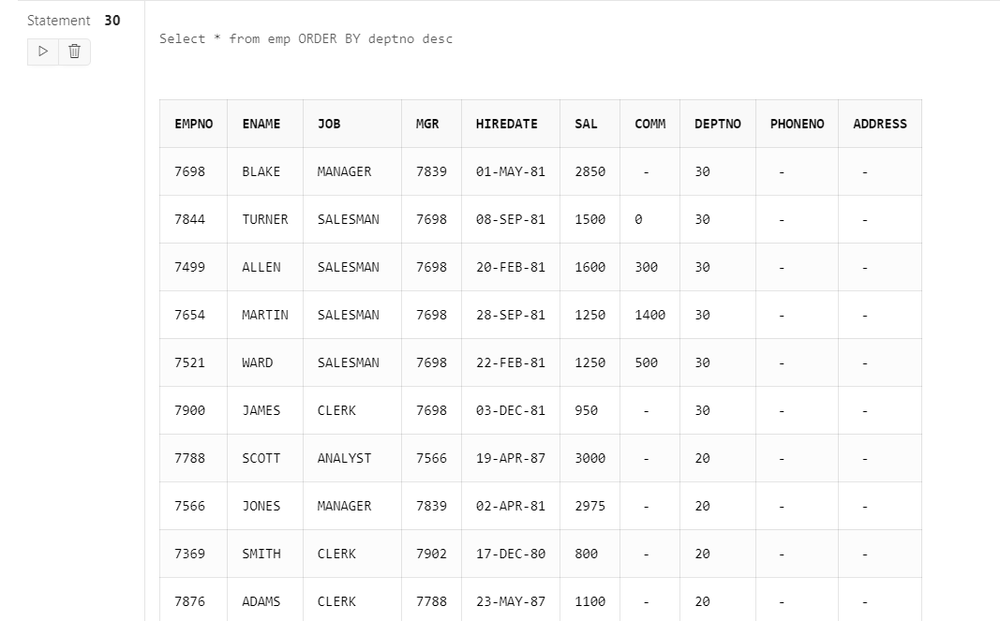 Statement 30
Select * from emp ORDER BY deptno desc
EMPNO ENAME JOB MGR HIREDATE SAL COMM DEPTNO PHONENO ADDRESS
7698 BLAKE MANAGER 7839 01-MAY-81 2850 - 30 - -
7844 TURNER SALESMAN 7698 08-SEP-81 1500 0 30 - -
7499 ALLEN SALESMAN 7698 20-FEB-81 1600 300 30 - -
7654 MARTIN SALESMAN 7698 28-SEP-81 1250 1400 30 - -
7521 WARD SALESMAN 7698 22-FEB-81 1250 500 30 - -
7900 JAMES CLERK 7698 03-DEC-81 950 - 30 - -
7788 SCOTT ANALYST 7566 19-APR-87 3000 - 20 - -
7566 JONES MANAGER 7839 02-APR-81 2975 - 20 - -
7369 SMITH CLERK 7902 17-DEC-80 800 - 20 - -
7876 ADAMS CLERK 7788 23-MAY-87 1100 - 20 - -